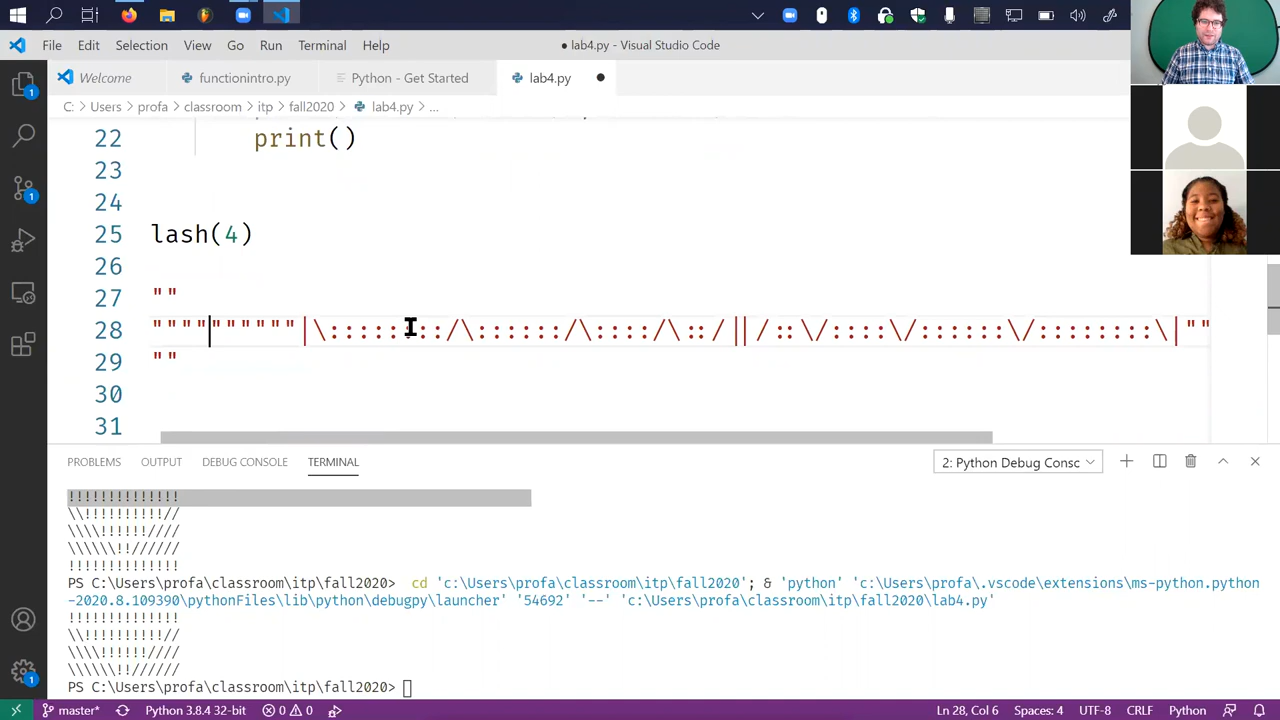 File Edit Selection View Go Run Terminal Help
● lab4.py - Visual Studio Code
Welcome functionintro.py Python - Get Started lab4.py ●
C: > Users > profa > classroom > itp > fall2020 > lab4.py > ...
22 print()
23
24
25 lash(4)
26
27 ""
28 """"""""""|\::::::::/\::::::/\::::/\::/||/::\/::::\/::::::\/::::::::\|""
29 ""
30
31
PROBLEMS OUTPUT DEBUG CONSOLE TERMINAL 2: Python Debug Consc
!!!!!!!!!!!!!!
\\!!!!!!!!!!//
\\\\!!!!!!////
\\\\\\!!//////
!!!!!!!!!!!!!!
PS C:\Users\profa\classroom\itp\fall2020> cd 'c:\Users\profa\classroom\itp\fall2020'; & 'python' 'c:\Users\profa\.vscode\extensions\ms-python.python
-2020.8.109390\pythonFiles\lib\python\debugpy\launcher' '54692' '--' 'c:\Users\profa\classroom\itp\fall2020\lab4.py'
!!!!!!!!!!!!!!
\\!!!!!!!!!!//
\\\\!!!!!!////
\\\\\\!!//////
PS C:\Users\profa\classroom\itp\fall2020>
master* Python 3.8.4 32-bit 0 0 Ln 28, Col 6 Spaces: 4 UTF-8 CRLF Python